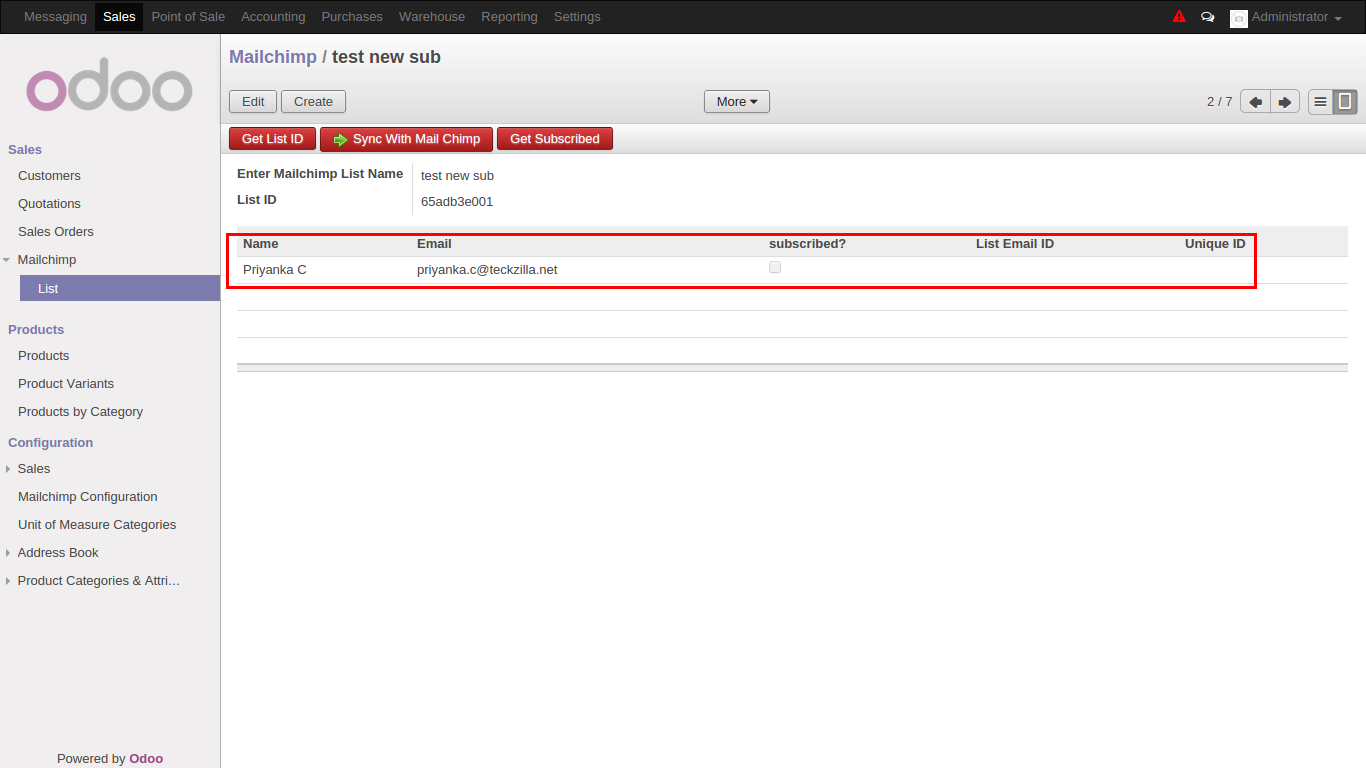 Messaging Sales Point of Sale Accounting Purchases Warehouse Reporting Settings Administrator
odoo
Mailchimp / test new sub
Edit Create More 2 / 7
Get List ID Sync With Mail Chimp Get Subscribed
Sales
Customers
Quotations
Sales Orders
Mailchimp
List
Products
Products
Product Variants
Products by Category
Configuration
Sales
Mailchimp Configuration
Unit of Measure Categories
Address Book
Product Categories & Attri...
Powered by Odoo
Enter Mailchimp List Name test new sub
List ID 65adb3e001
Name Email subscribed? List Email ID Unique ID
Priyanka C priyanka.c@teckzilla.net